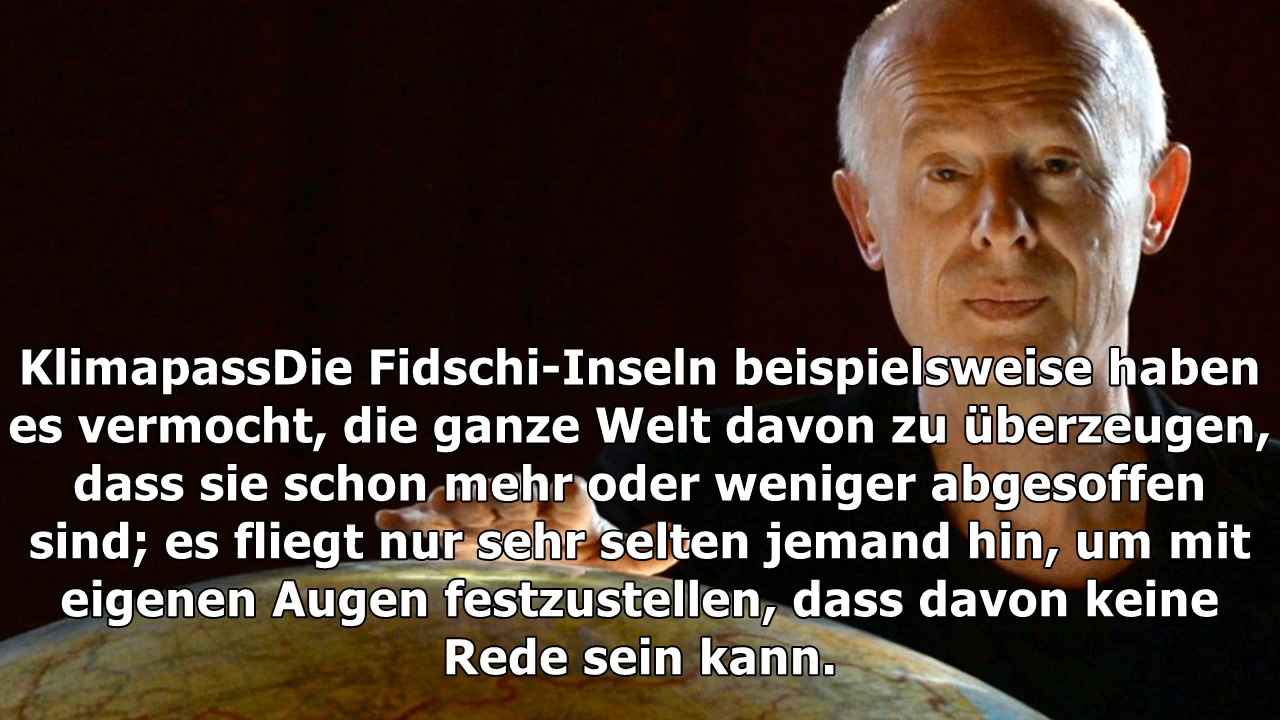 KlimapassDie Fidschi-Inseln beispielsweise haben
es vermocht, die ganze Welt davon zu überzeugen,
dass sie schon mehr oder weniger abgesoffen
sind; es fliegt nur sehr selten jemand hin, um mit
eigenen Augen festzustellen, dass davon keine
Rede sein kann.